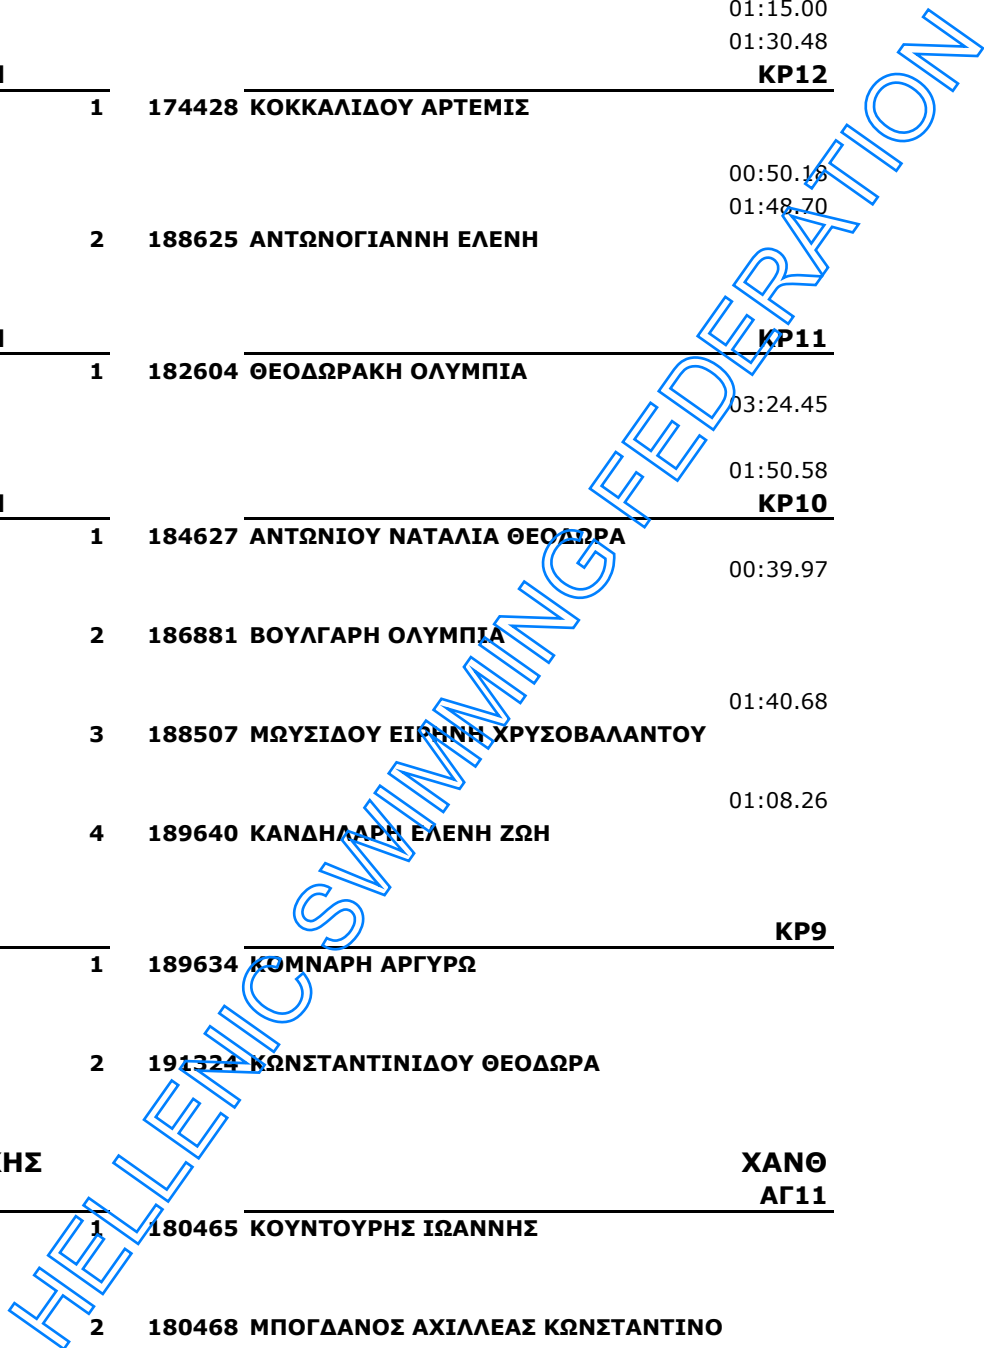 01:15.00
01:30.48
ΚΡ12
1 174428 ΚΟΚΚΑΛΙΔΟΥ ΑΡΤΕΜΙΣ
00:50.18
01:48.70
2 188625 ΑΝΤΩΝΟΓΙΑΝΝΗ ΕΛΕΝΗ
ΚΡ11
1 182604 ΘΕΟΔΩΡΑΚΗ ΟΛΥΜΠΙΑ
03:24.45
01:50.58
ΚΡ10
1 184627 ΑΝΤΩΝΙΟΥ ΝΑΤΑΛΙΑ ΘΕΟΔΩΡΑ
00:39.97
2 186881 ΒΟΥΛΓΑΡΗ ΟΛΥΜΠΙΑ
01:40.68
3 188507 ΜΩΥΣΙΔΟΥ ΕΙΡΗΝΗ ΧΡΥΣΟΒΑΛΑΝΤΟΥ
01:08.26
4 189640 ΚΑΝΔΗΛΑΡΗ ΕΛΕΝΗ ΖΩΗ
ΚΡ9
1 189634 ΚΟΜΝΑΡΗ ΑΡΓΥΡΩ
2 191324 ΚΩΝΣΤΑΝΤΙΝΙΔΟΥ ΘΕΟΔΩΡΑ
ΗΣ ΧΑΝΘ
ΑΓ11
1 180465 ΚΟΥΝΤΟΥΡΗΣ ΙΩΑΝΝΗΣ
2 180468 ΜΠΟΓΔΑΝΟΣ ΑΧΙΛΛΕΑΣ ΚΩΝΣΤΑΝΤΙΝΟ
HELLENIC SWIMMING FEDERATION